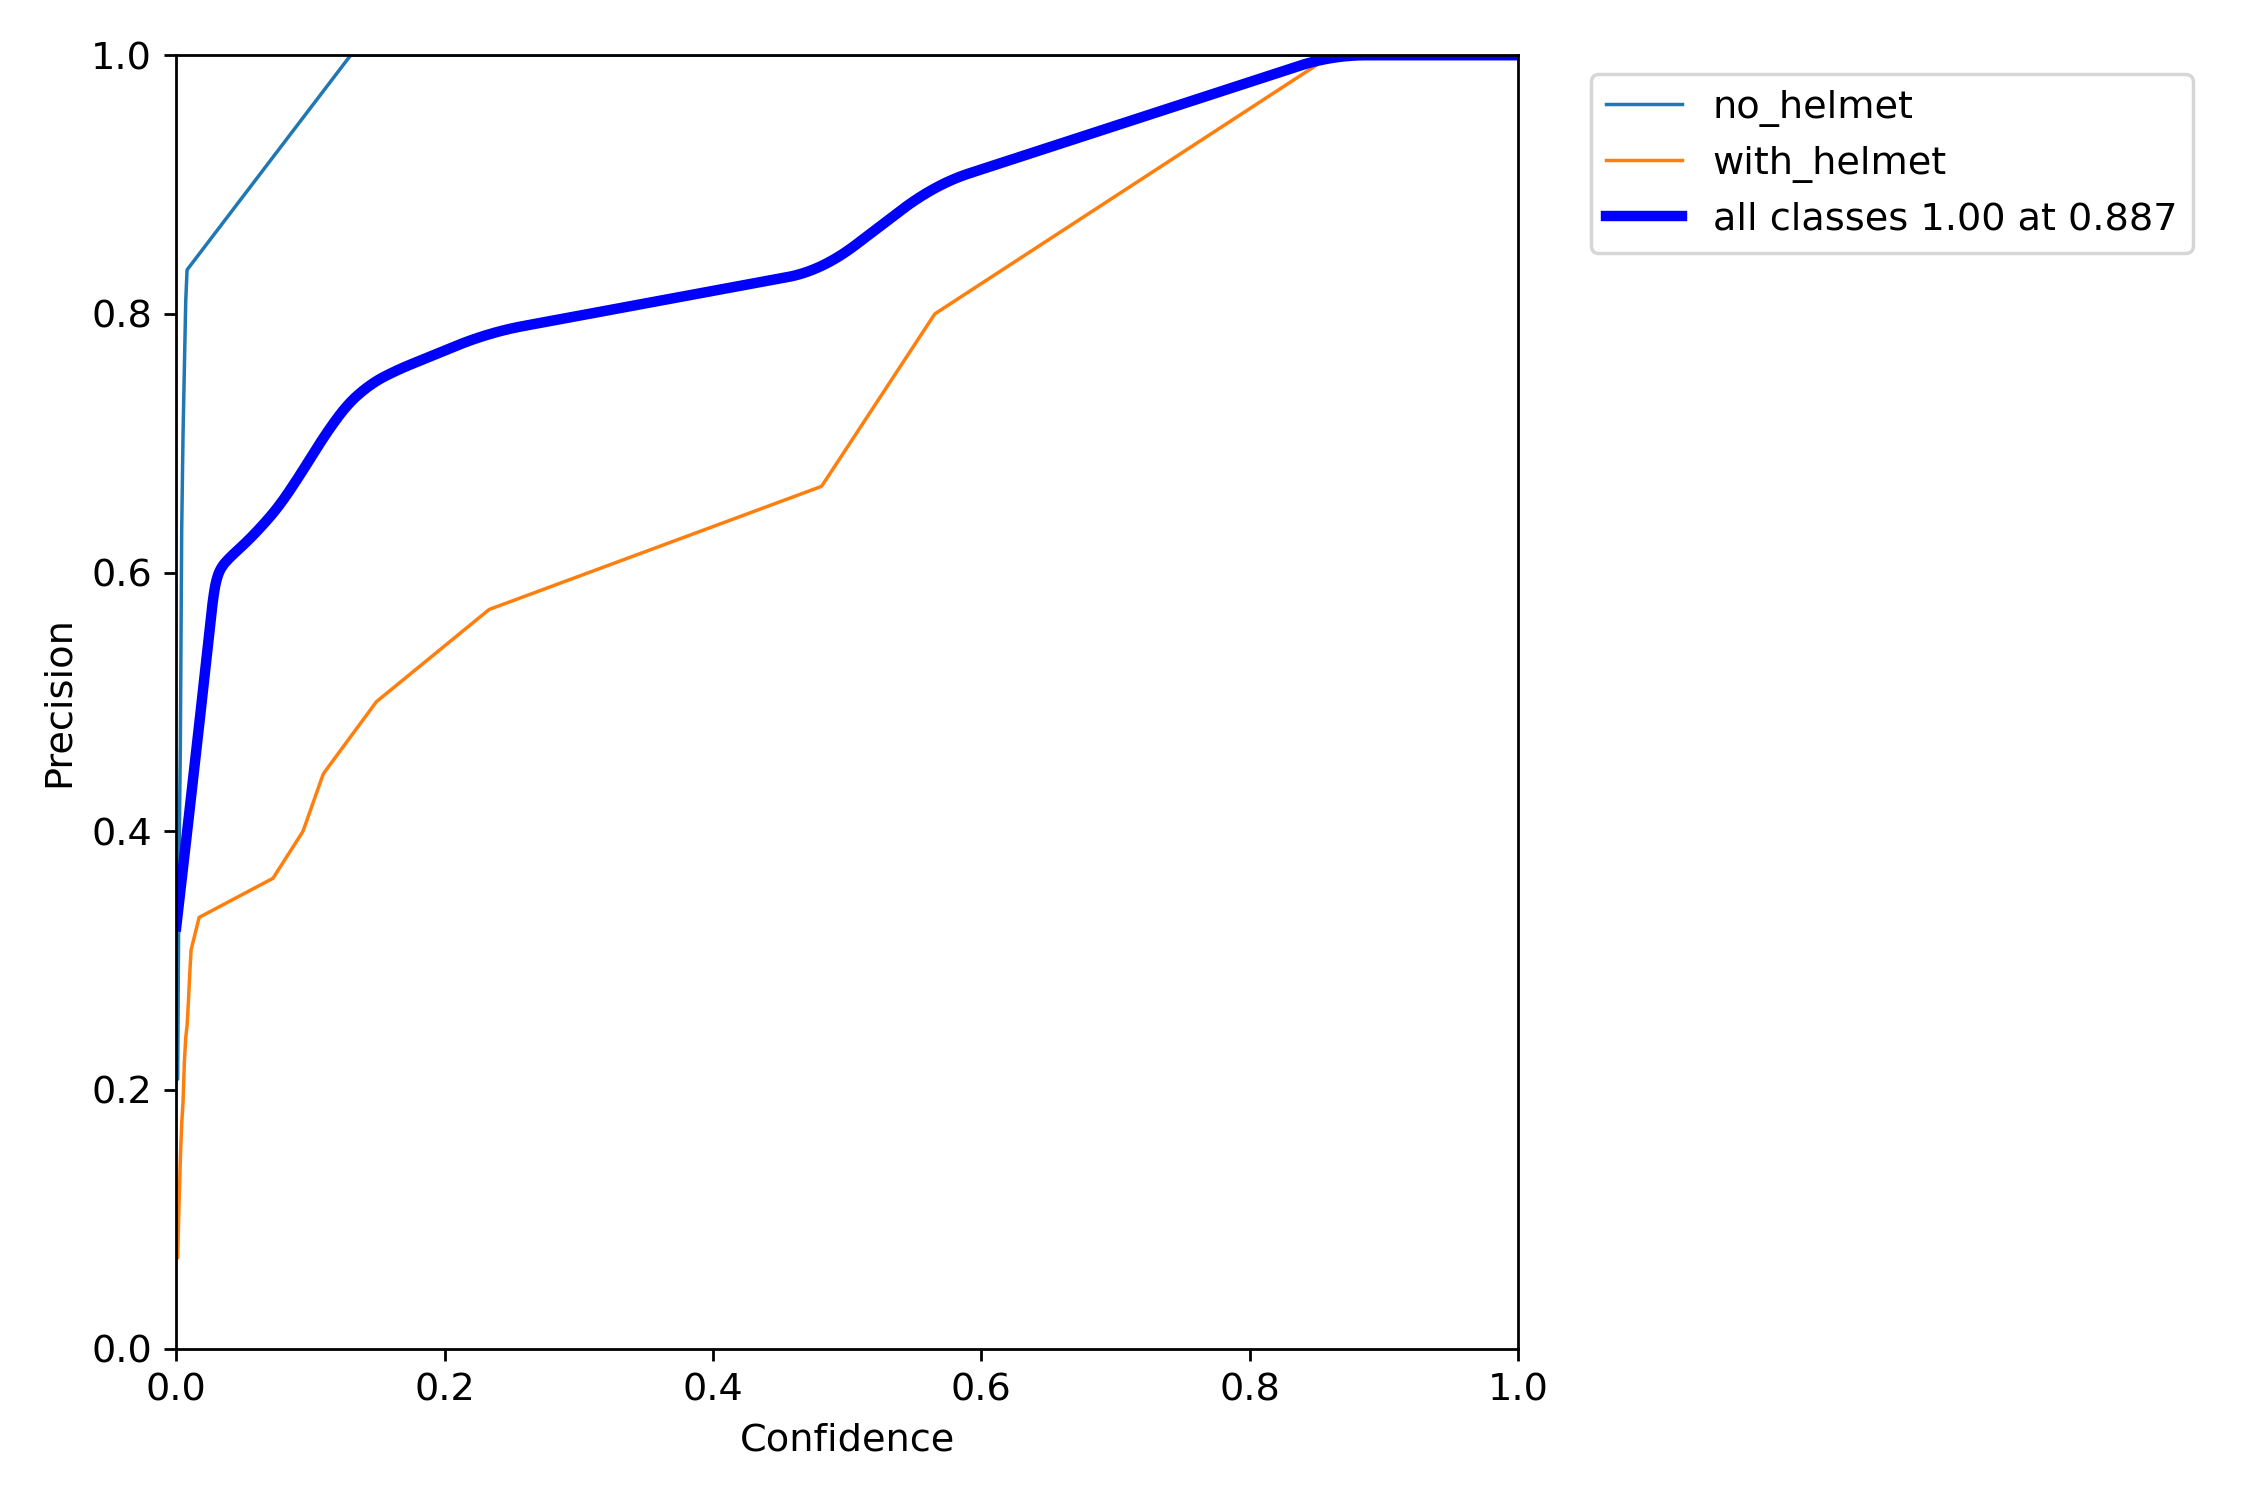 1.0
0.8
0.6
0.4
0.2
0.0
Precision
0.0 0.2 0.4 0.6 0.8 1.0
Confidence
no_helmet
with_helmet
all classes 1.00 at 0.887